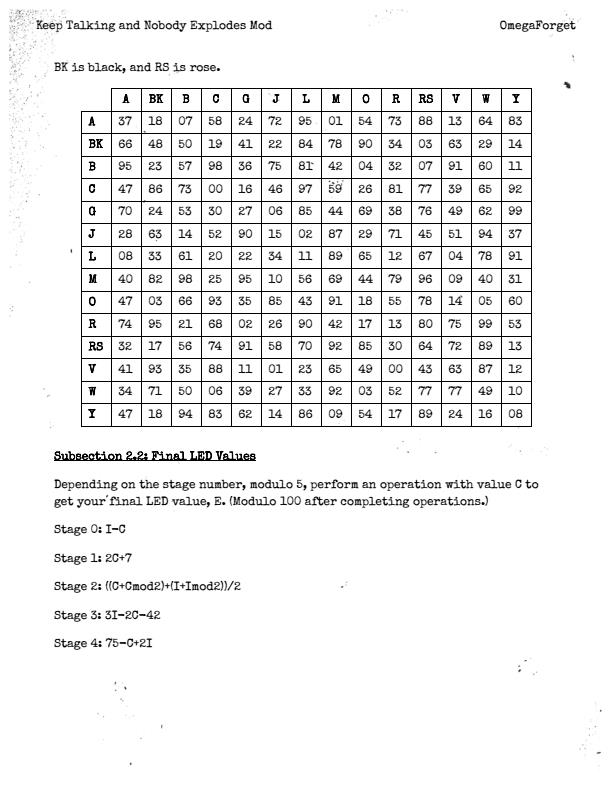 Keep Talking and Nobody Explodes Mod OmegaForget
BK is black, and RS is rose.
A BK B C G J L M O R RS V W Y
A 37 18 07 58 24 72 95 01 54 73 88 13 64 83
BK 66 48 50 19 41 22 84 78 90 34 03 63 29 14
B 95 23 57 98 36 75 81 42 04 32 07 91 60 11
C 47 86 73 00 16 46 97 59 26 81 77 39 65 92
G 70 24 53 30 27 06 85 44 69 38 76 49 62 99
J 28 63 14 52 90 15 02 87 29 71 45 51 94 37
L 08 33 61 20 22 34 11 89 65 12 67 04 78 91
M 40 82 98 25 95 10 56 69 44 79 96 09 40 31
O 47 03 66 93 35 85 43 91 18 55 78 14 05 60
R 74 95 21 68 02 26 90 42 17 13 80 75 99 53
RS 32 17 56 74 91 58 70 92 85 30 64 72 89 13
V 41 93 35 88 11 01 23 65 49 00 43 63 87 12
W 34 71 50 06 39 27 33 92 03 52 77 77 49 10
Y 47 18 94 83 62 14 86 09 54 17 89 24 16 08
Subsection 2.2: Final LED Values
Depending on the stage number, modulo 5, perform an operation with value C to
get your final LED value, E. (Modulo 100 after completing operations.)
Stage 0: I-C
Stage 1: 2C+7
Stage 2: ((C+Cmod2)+(I+Imod2))/2
Stage 3: 3I-2C-42
Stage 4: 75-C+2I